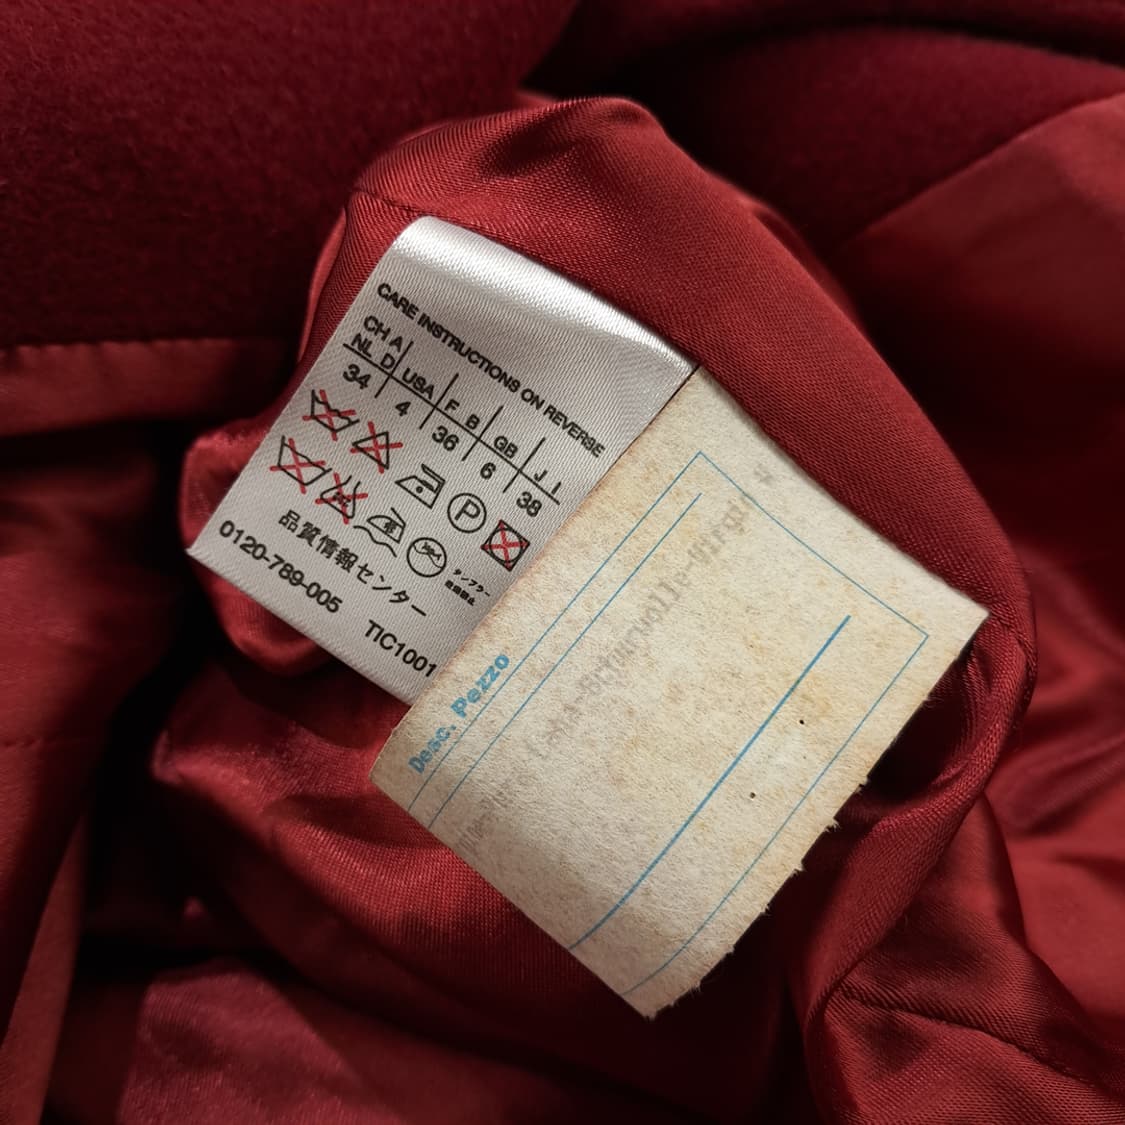 CARE INSTRUCTIONS ON REVERSE
CH A
NL D USA F B GB J I
34 4 36 6 38
P
品質情報センター
0120-789-005
TIC1001
Desc. Pezzo